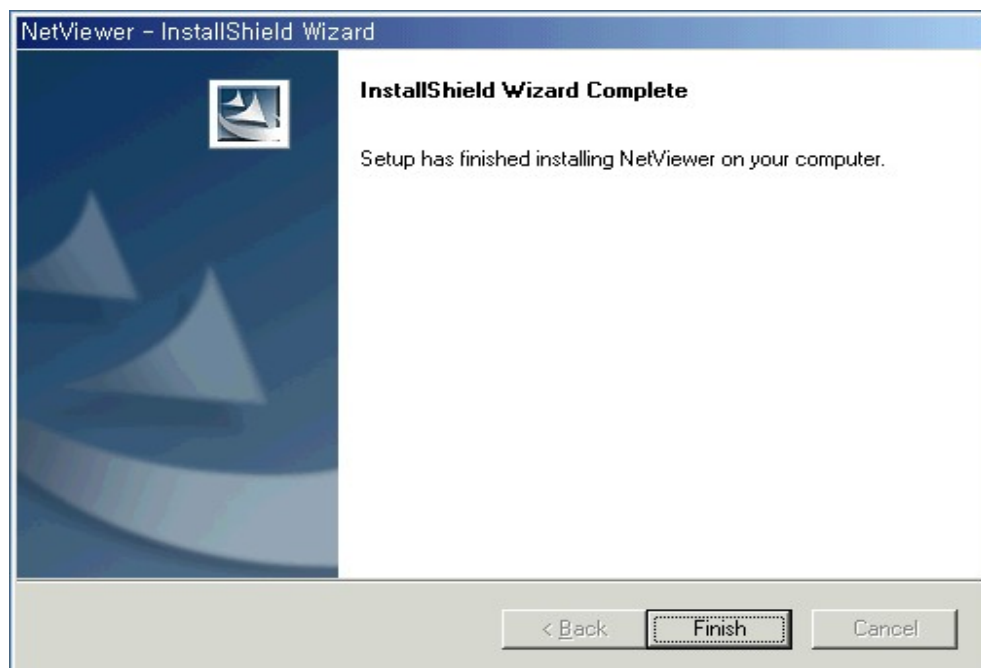 NetViewer - InstallShield Wizard
InstallShield Wizard Complete
Setup has finished installing NetViewer on your computer.
< Back Finish Cancel